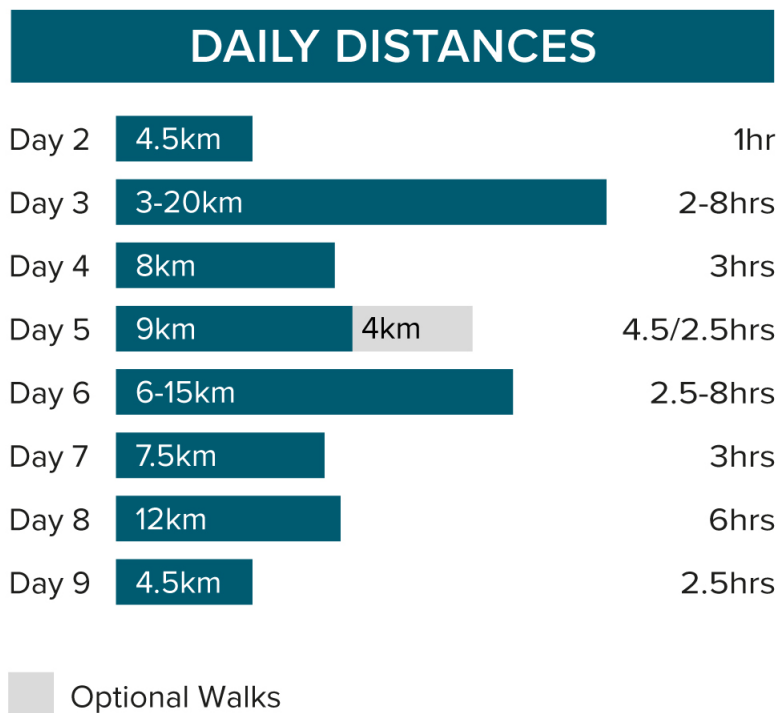 DAILY DISTANCES
Day 2 4.5km 1hr
Day 3 3-20km 2-8hrs
Day 4 8km 3hrs
Day 5 9km 4km 4.5/2.5hrs
Day 6 6-15km 2.5-8hrs
Day 7 7.5km 3hrs
Day 8 12km 6hrs
Day 9 4.5km 2.5hrs
Optional Walks